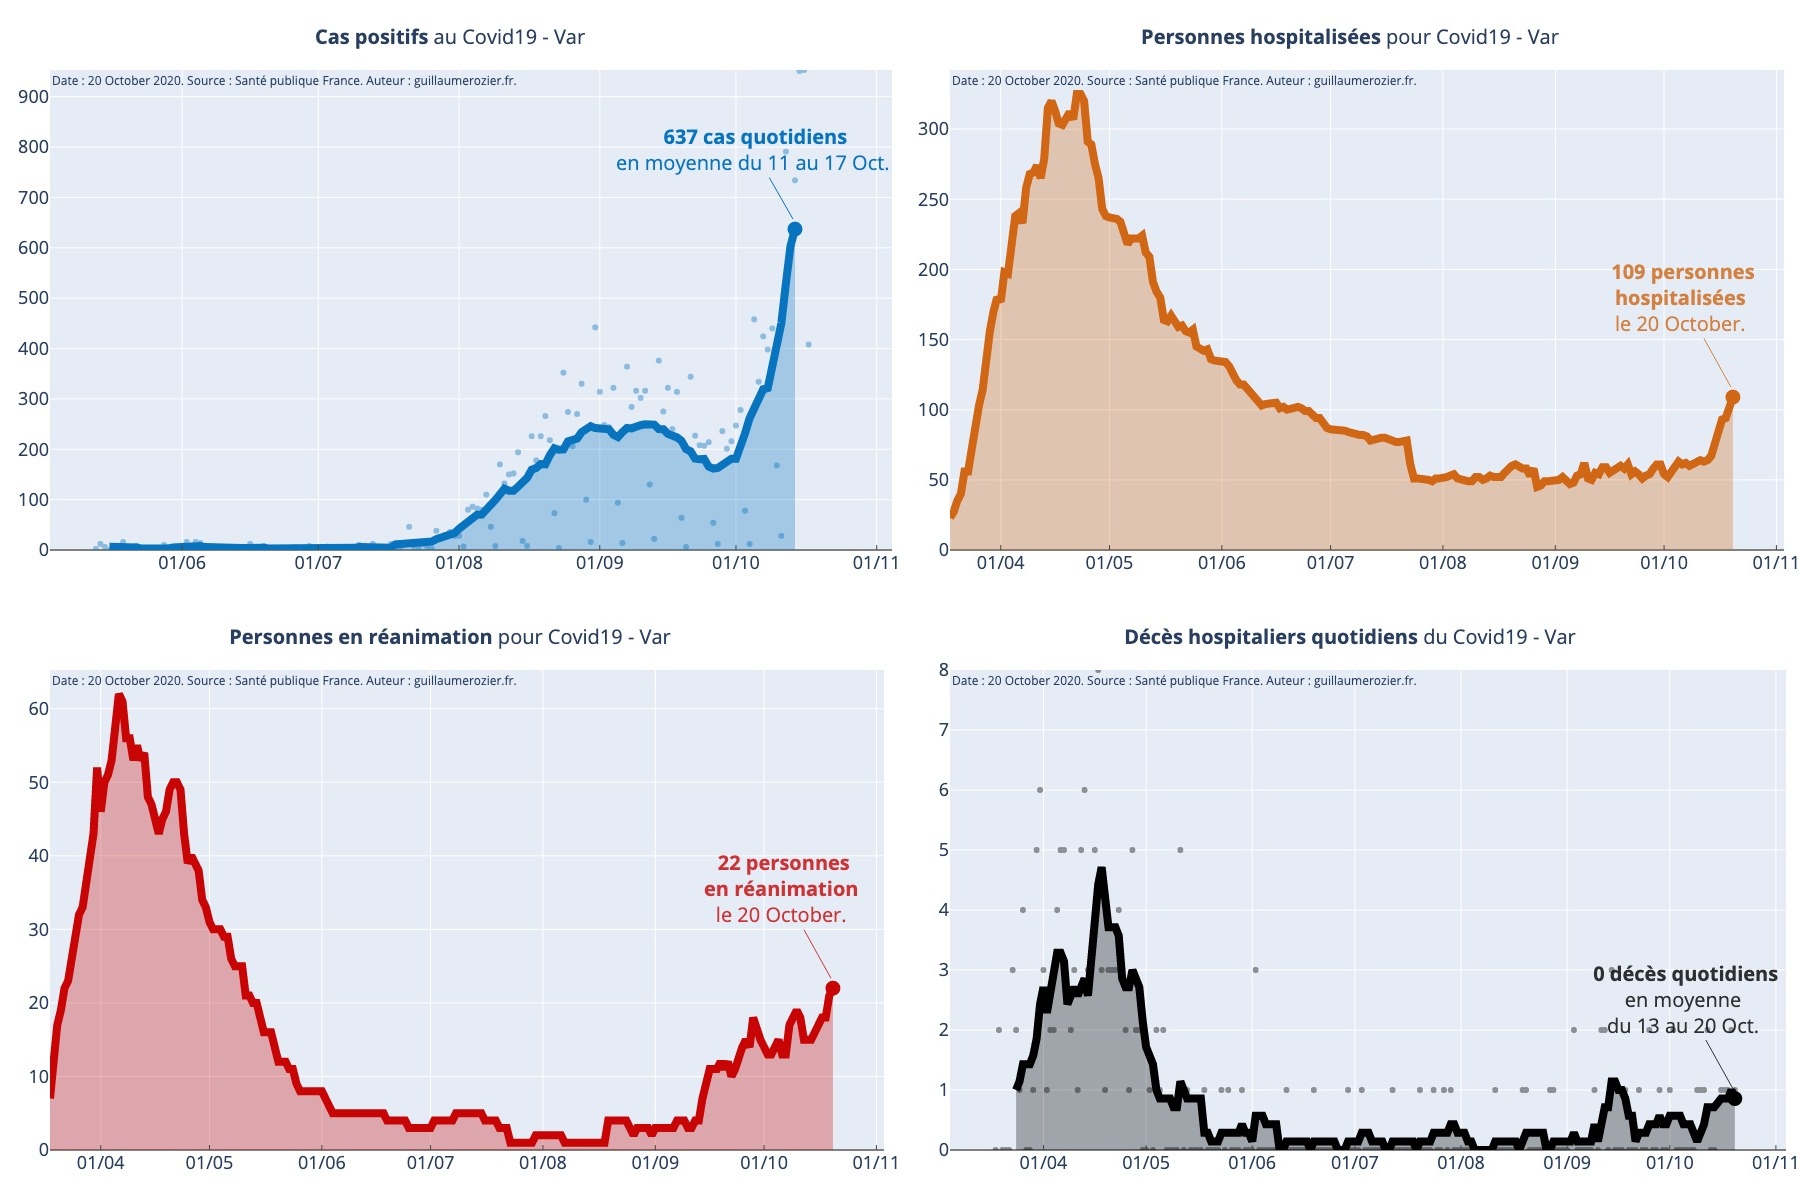 Cas positifs au Covid19 - Var
Date : 20 October 2020. Source : Santé publique France. Auteur : guillaumerozier.fr.
900
800
700
600
500
400
300
200
100
0
637 cas quotidiens
en moyenne du 11 au 17 Oct.
01/06 01/07 01/08 01/09 01/10 01/11
Personnes hospitalisées pour Covid19 - Var
Date : 20 October 2020. Source : Santé publique France. Auteur : guillaumerozier.fr.
300
250
200
150
100
50
0
109 personnes
hospitalisées
le 20 October.
01/04 01/05 01/06 01/07 01/08 01/09 01/10 01/11
Personnes en réanimation pour Covid19 - Var
Date : 20 October 2020. Source : Santé publique France. Auteur : guillaumerozier.fr.
60
50
40
30
20
10
0
22 personnes
en réanimation
le 20 October.
01/04 01/05 01/06 01/07 01/08 01/09 01/10 01/11
Décès hospitaliers quotidiens du Covid19 - Var
8
Date : 20 October 2020. Source : Santé publique France. Auteur : guillaumerozier.fr.
7
6
5
4
3
2
1
0
0 décès quotidiens
en moyenne
du 13 au 20 Oct.
01/04 01/05 01/06 01/07 01/08 01/09 01/10 01/11